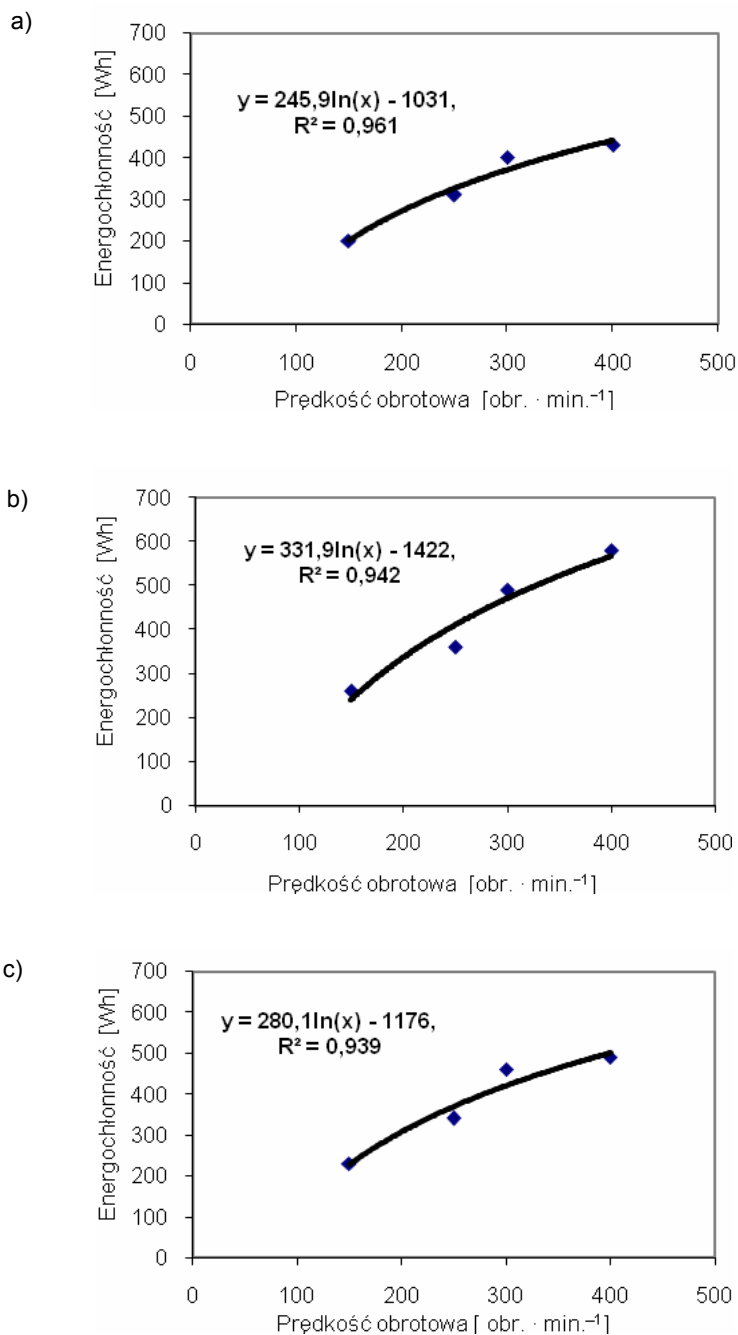 a)
700
600
500
400
300
200
100
0
Energochłonność [Wh]
y = 245,9ln(x) - 1031,
R² = 0,961
0 100 200 300 400 500
Prędkość obrotowa [obr. · min.⁻¹]
b)
700
600
500
400
300
200
100
0
Energochłonność [Wh]
y = 331,9ln(x) - 1422,
R² = 0,942
0 100 200 300 400 500
Prędkość obrotowa [obr. · min.⁻¹]
c)
700
600
500
400
300
200
100
0
Energochłonność [Wh]
y = 280,1ln(x) - 1176,
R² = 0,939
0 100 200 300 400 500
Prędkość obrotowa [ obr. · min.⁻¹]